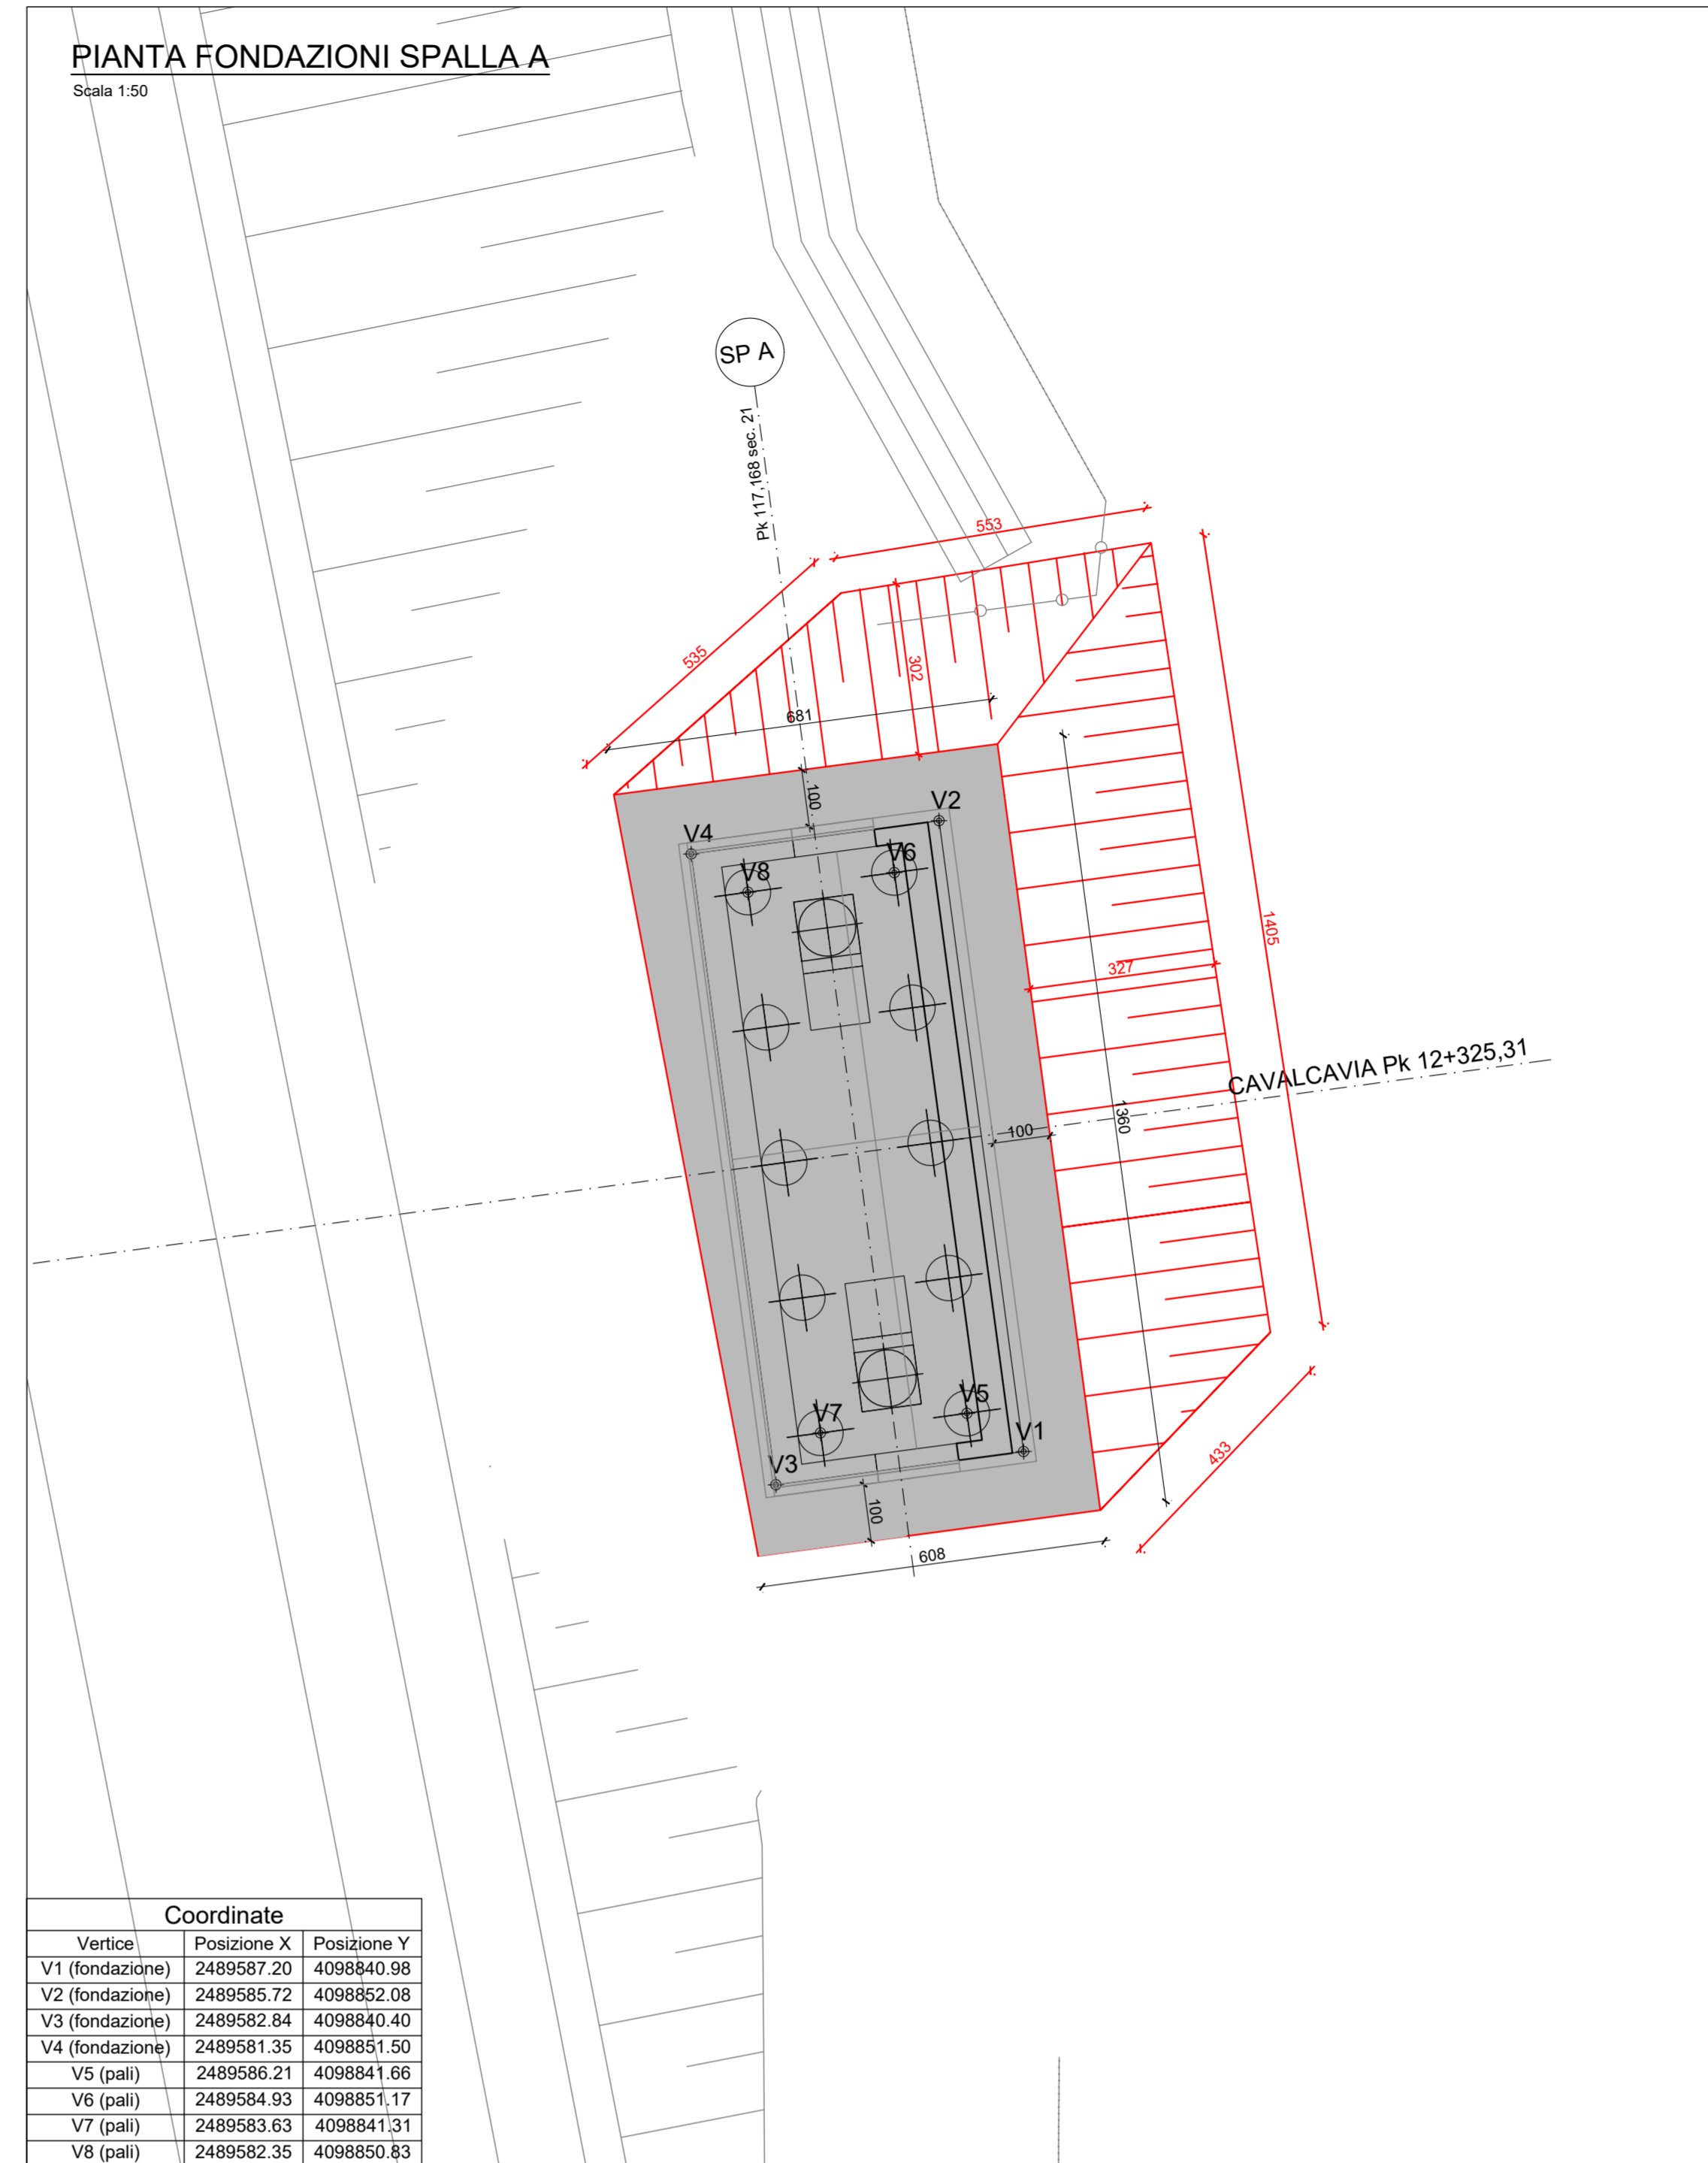 PIANTA FONDAZIONI SPALLA A
Scala 1:50
SP A
Pk 117,168 sec. 21
553
535
302
681
1405
100
V2
V4
V6
V8
327
CAVALCAVIA Pk 12+325,31
1360
100
V5
V7
V1
V3
433
100
608
Coordinate
Vertice Posizione X Posizione Y
V1 (fondazione) 2489587.20 4098840.98
V2 (fondazione) 2489585.72 4098852.08
V3 (fondazione) 2489582.84 4098840.40
V4 (fondazione) 2489581.35 4098851.50
V5 (pali) 2489586.21 4098841.66
V6 (pali) 2489584.93 4098851.17
V7 (pali) 2489583.63 4098841.31
V8 (pali) 2489582.35 4098850.83